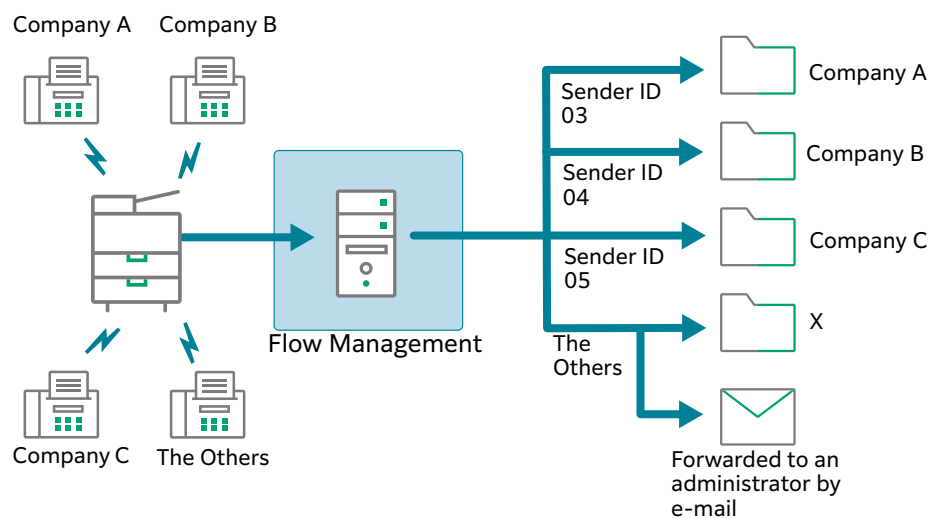 Company A
Company B
Company C
The Others
Flow Management
Sender ID
03
Sender ID
04
Sender ID
05
The
Others
Company A
Company B
Company C
X
Forwarded to an
administrator by
e-mail